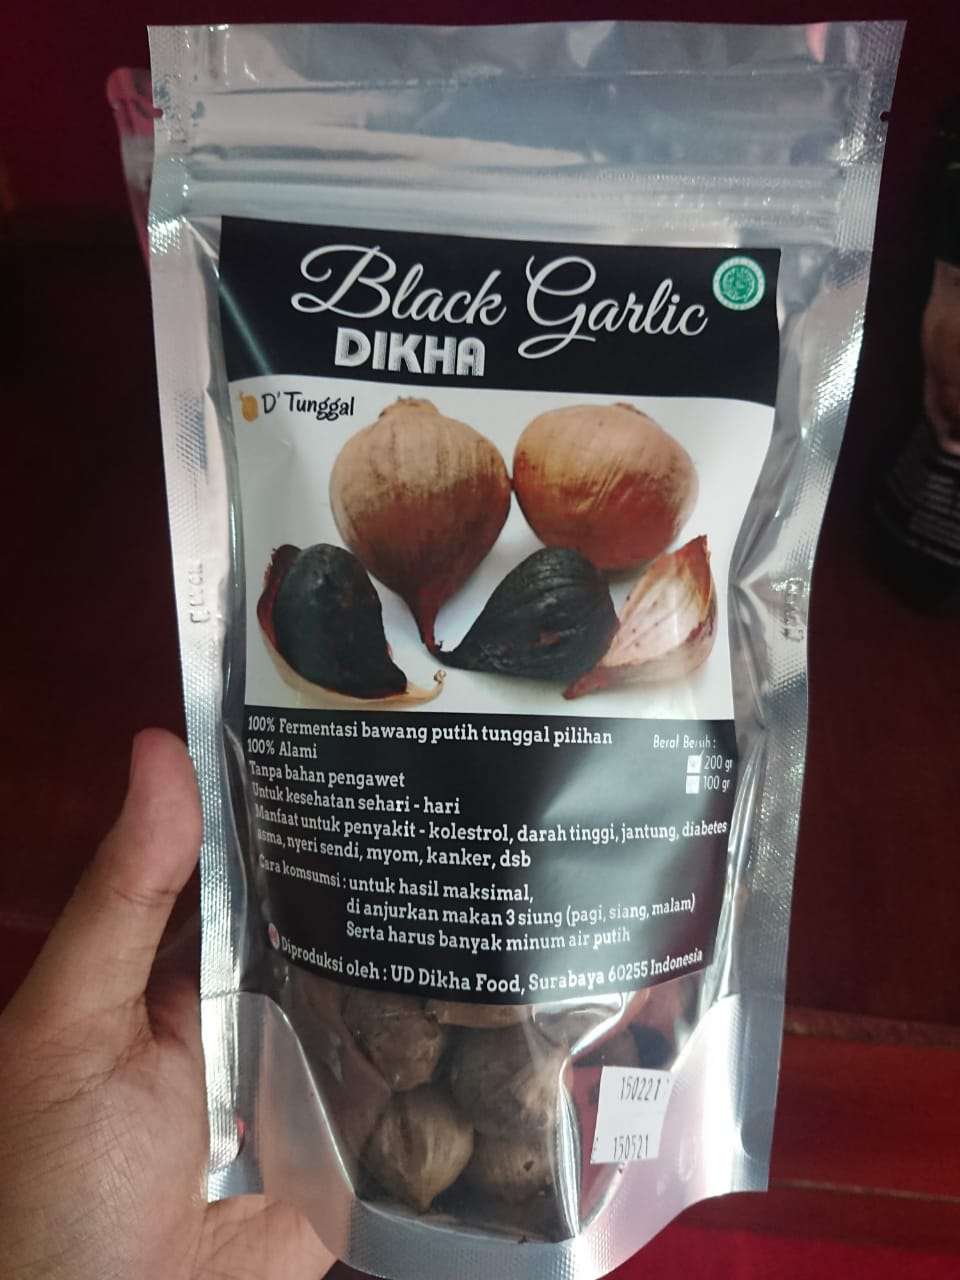 Black Garlic
DIKHA
D' Tunggal
100% Fermentasi bawang putih tunggal pilihan
100% Alami
Tanpa bahan pengawet
Untuk kesehatan sehari - hari
Manfaat untuk penyakit - kolestrol, darah tinggi, jantung, diabetes
asma, nyeri sendi, myom, kanker, dsb
Berat Bersih :
200 gr
100 gr
Cara komsumsi : untuk hasil maksimal,
di anjurkan makan 3 siung (pagi, siang, malam)
Serta harus banyak minum air putih
Diproduksi oleh : UD Dikha Food, Surabaya 60255 Indonesia
150221
150521